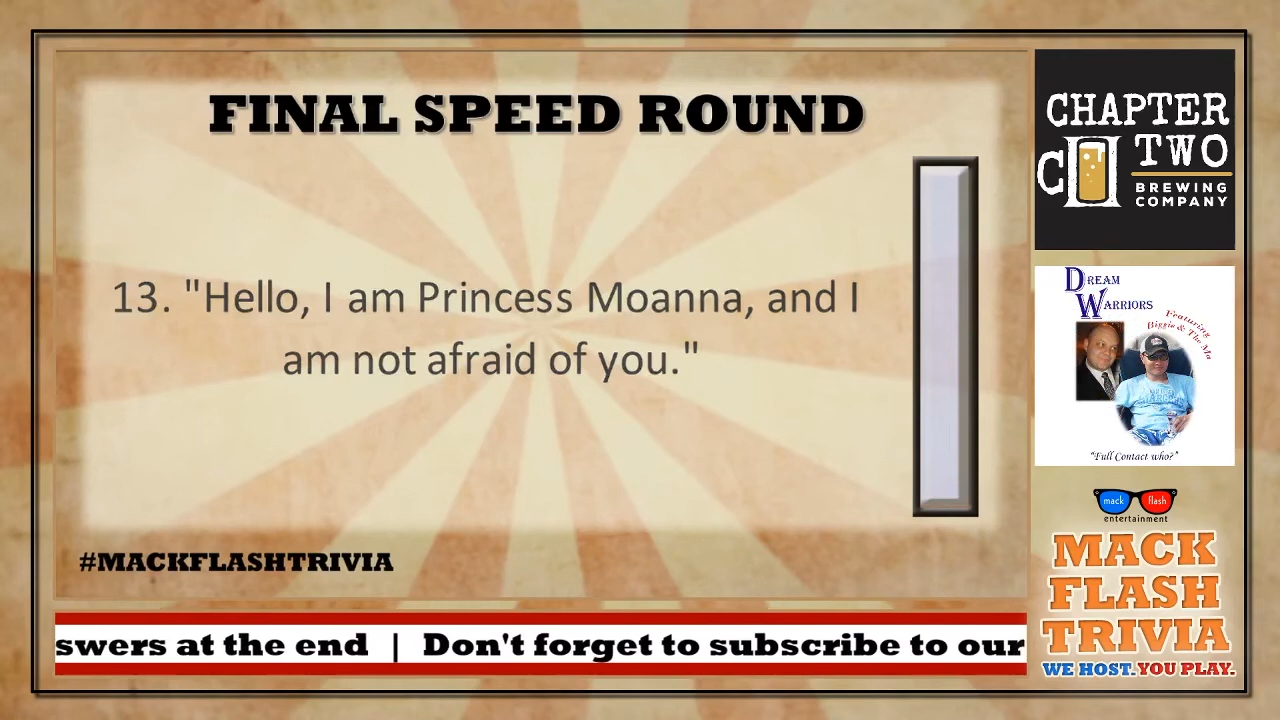 FINAL SPEED ROUND
13. "Hello, I am Princess Moanna, and I
am not afraid of you."
#MACKFLASHTRIVIA
swers at the end | Don't forget to subscribe to our
CHAPTER
TWO
BREWING
COMPANY
DREAM
WARRIORS
Featuring
Biggie & The Ma
"Full Contact who?"
mack flash
entertainment
MACK
FLASH
TRIVIA
WE HOST. YOU PLAY.